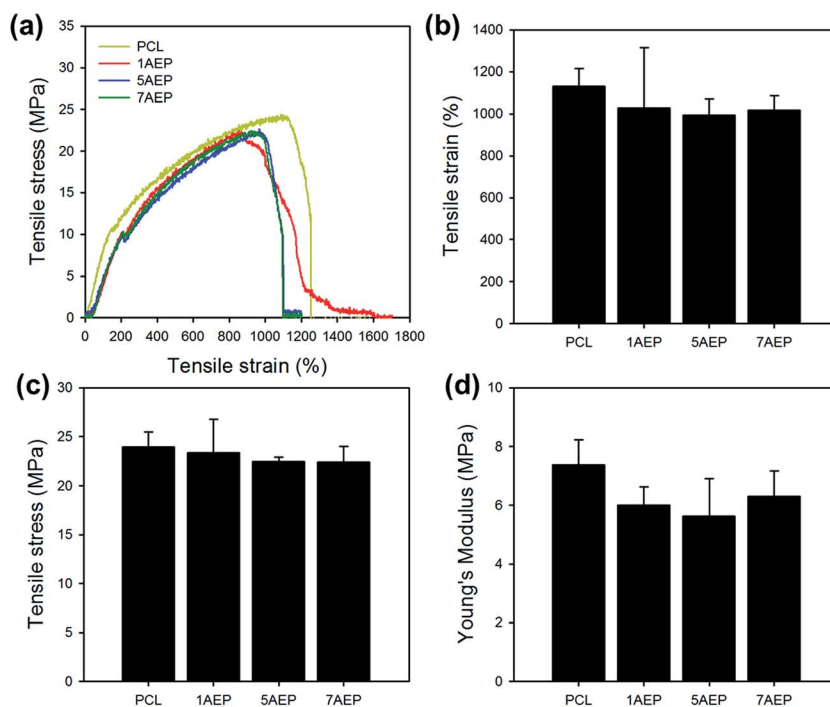 (a)
Tensile stress (MPa)
35
30
25
20
15
10
5
0
PCL
1AEP
5AEP
7AEP
0 200 400 600 800 1000 1200 1400 1600 1800
Tensile strain (%)
(b)
Tensile strain (%)
1400
1200
1000
800
600
400
200
0
PCL 1AEP 5AEP 7AEP
(c)
Tensile stress (MPa)
30
25
20
15
10
5
0
PCL 1AEP 5AEP 7AEP
(d)
Young's Modulus (MPa)
10
8
6
4
2
0
PCL 1AEP 5AEP 7AEP